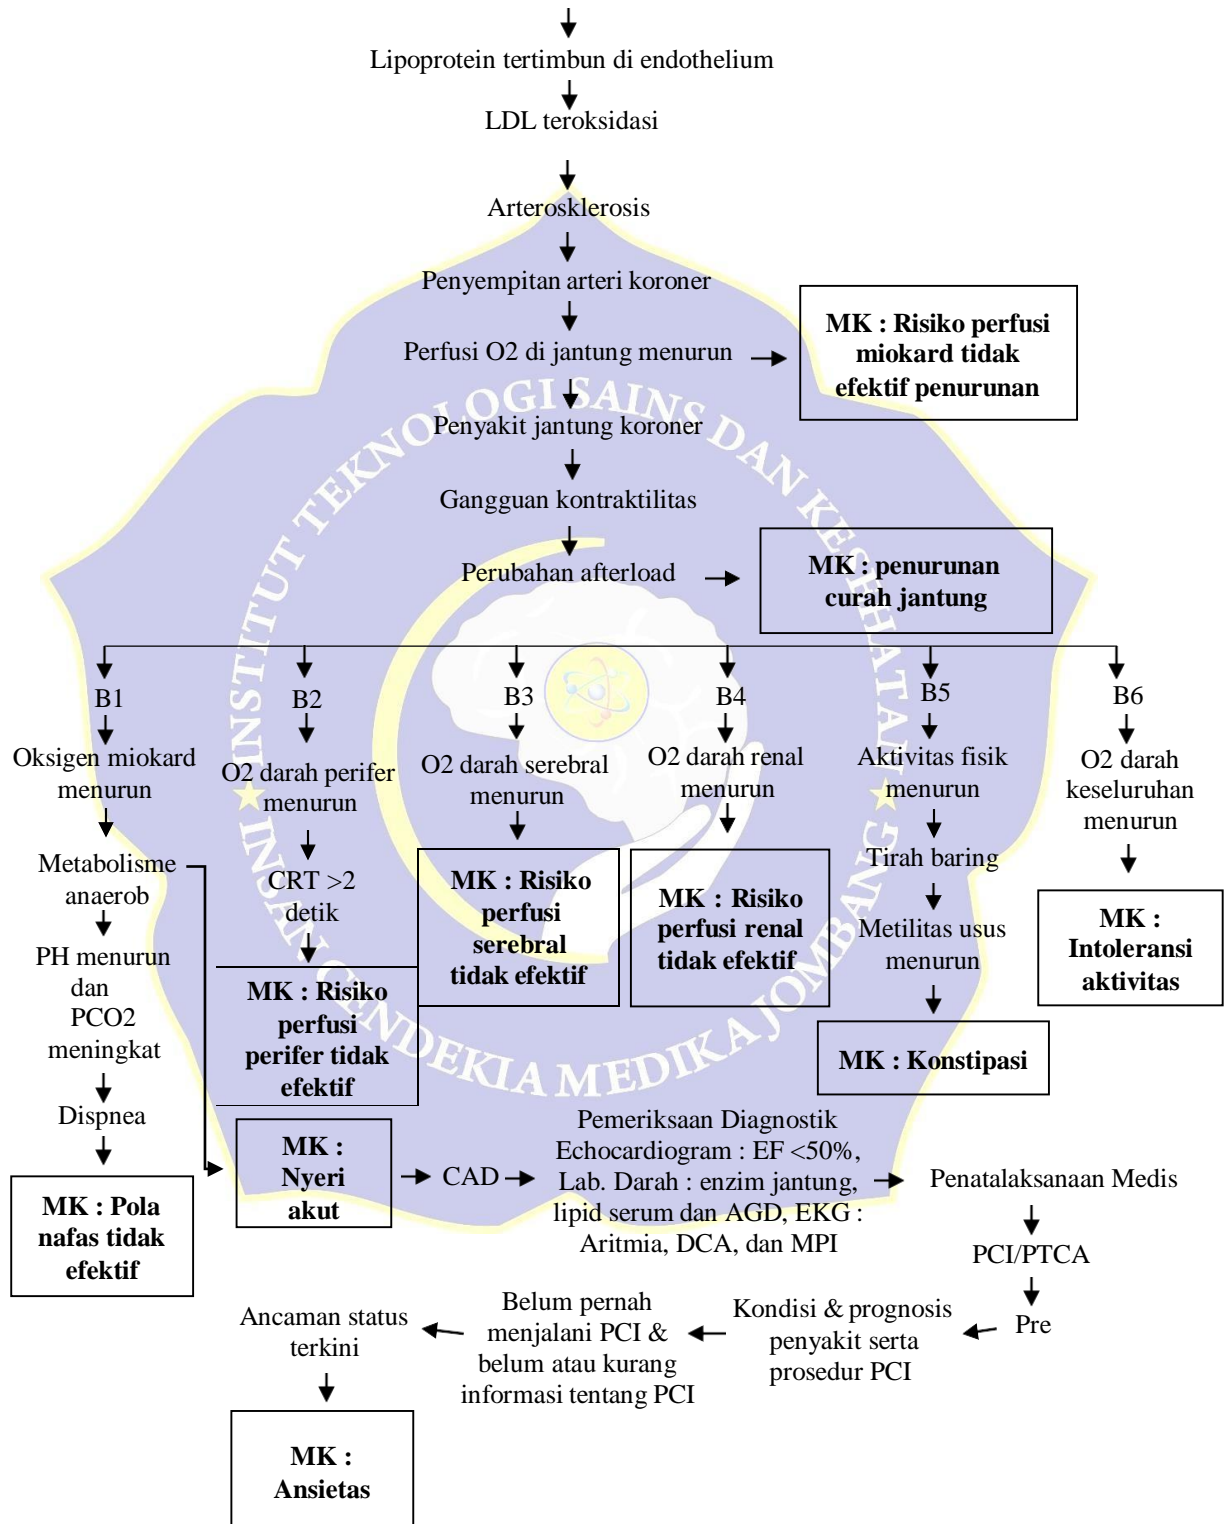 Lipoprotein tertimbun di endothelium
LDL teroksidasi
Arterosklerosis
Penyempitan arteri koroner
Perfusi O2 di jantung menurun
MK : Risiko perfusi
miokard tidak
efektif penurunan
Penyakit jantung koroner
Gangguan kontraktilitas
Perubahan afterload
MK : penurunan
curah jantung
B1
Oksigen miokard
menurun
Metabolisme
anaerob
PH menurun
dan
PCO2
meningkat
Dispnea
MK : Pola
nafas tidak
efektif
B2
O2 darah perifer
menurun
CRT >2
detik
MK : Risiko
perfusi
perifer tidak
efektif
B3
O2 darah serebral
menurun
MK : Risiko
perfusi
serebral
tidak efektif
B4
O2 darah renal
menurun
MK : Risiko
perfusi renal
tidak efektif
B5
Aktivitas fisik
menurun
Tirah baring
Metilitas usus
menurun
MK : Konstipasi
B6
O2 darah
keseluruhan
menurun
MK :
Intoleransi
aktivitas
MK :
Nyeri
akut
CAD
Pemeriksaan Diagnostik
Echocardiogram : EF <50%,
Lab. Darah : enzim jantung,
lipid serum dan AGD, EKG :
Aritmia, DCA, dan MPI
Penatalaksanaan Medis
PCI/PTCA
Pre
Kondisi & prognosis
penyakit serta
prosedur PCI
Belum pernah
menjalani PCI &
belum atau kurang
informasi tentang PCI
Ancaman status
terkini
MK :
Ansietas
INSTITUT TEKNOLOGI SAINS DAN KESEHATAN
INSAN CENDEKIA MEDIKA JOMBANG